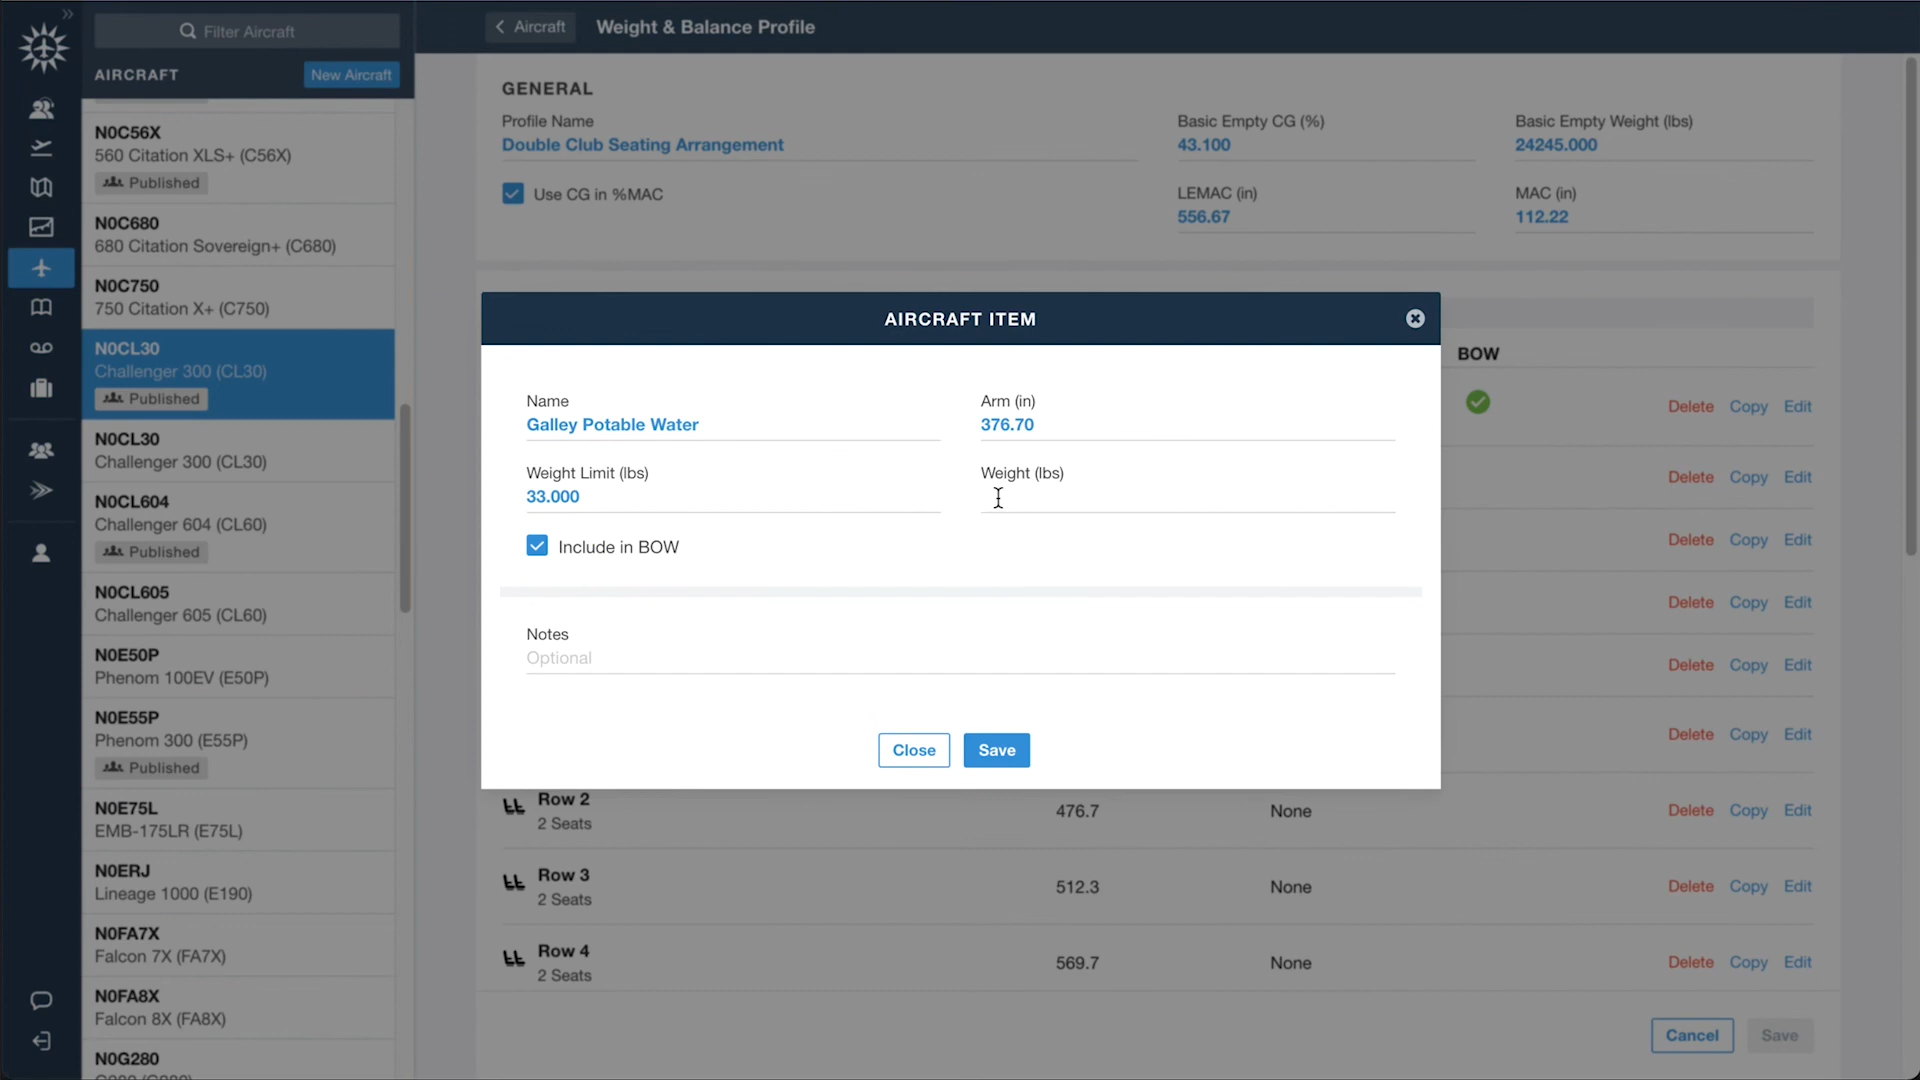 Filter Aircraft
AIRCRAFT
New Aircraft
N0C56X
560 Citation XLS+ (C56X)
Published
N0C680
680 Citation Sovereign+ (C680)
N0C750
750 Citation X+ (C750)
N0CL30
Challenger 300 (CL30)
Published
N0CL30
Challenger 300 (CL30)
N0CL604
Challenger 604 (CL60)
Published
N0CL605
Challenger 605 (CL60)
N0E50P
Phenom 100EV (E50P)
N0E55P
Phenom 300 (E55P)
Published
N0E75L
EMB-175LR (E75L)
N0ERJ
Lineage 1000 (E190)
N0FA7X
Falcon 7X (FA7X)
N0FA8X
Falcon 8X (FA8X)
N0G280
Aircraft
Weight & Balance Profile
GENERAL
Profile Name
Double Club Seating Arrangement
Use CG in %MAC
Basic Empty CG (%)
43.100
Basic Empty Weight (lbs)
24245.000
LEMAC (in)
556.67
MAC (in)
112.22
BOW
Delete Copy Edit
Delete Copy Edit
Delete Copy Edit
Delete Copy Edit
Delete Copy Edit
Delete Copy Edit
AIRCRAFT ITEM
Name
Galley Potable Water
Arm (in)
376.70
Weight Limit (lbs)
33.000
Weight (lbs)
Include in BOW
Notes
Optional
Close
Save
Row 2
2 Seats
476.7
None
Delete Copy Edit
Row 3
2 Seats
512.3
None
Delete Copy Edit
Row 4
2 Seats
569.7
None
Delete Copy Edit
Cancel
Save